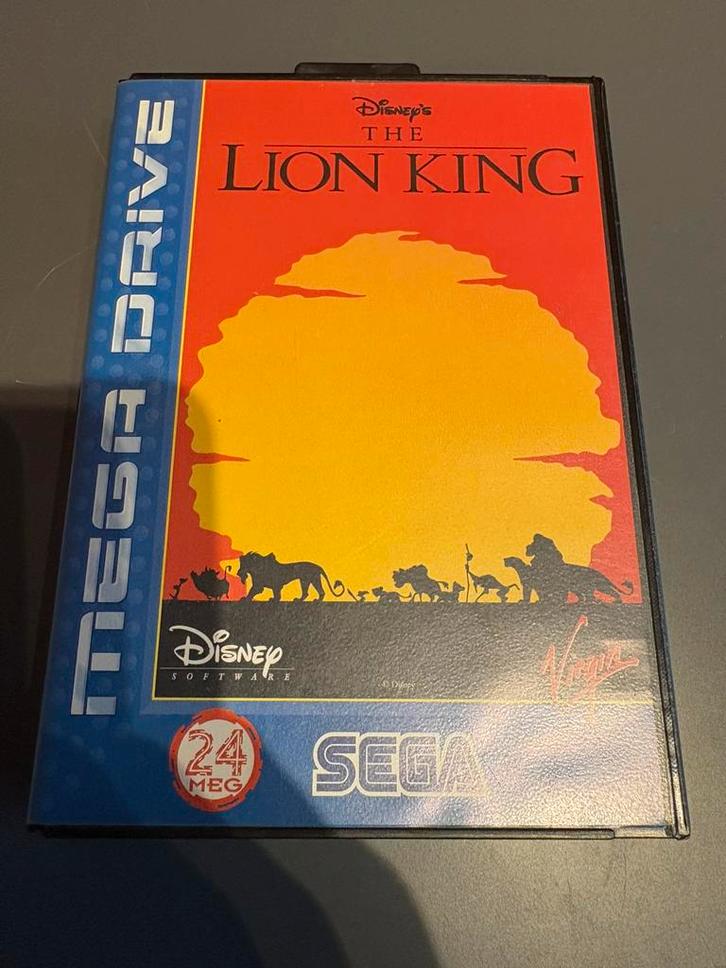 MEGA DRIVE
Disney's
THE
LION KING
Disney
SOFTWARE
© Disney
Virgin
24
MEG
SEGA